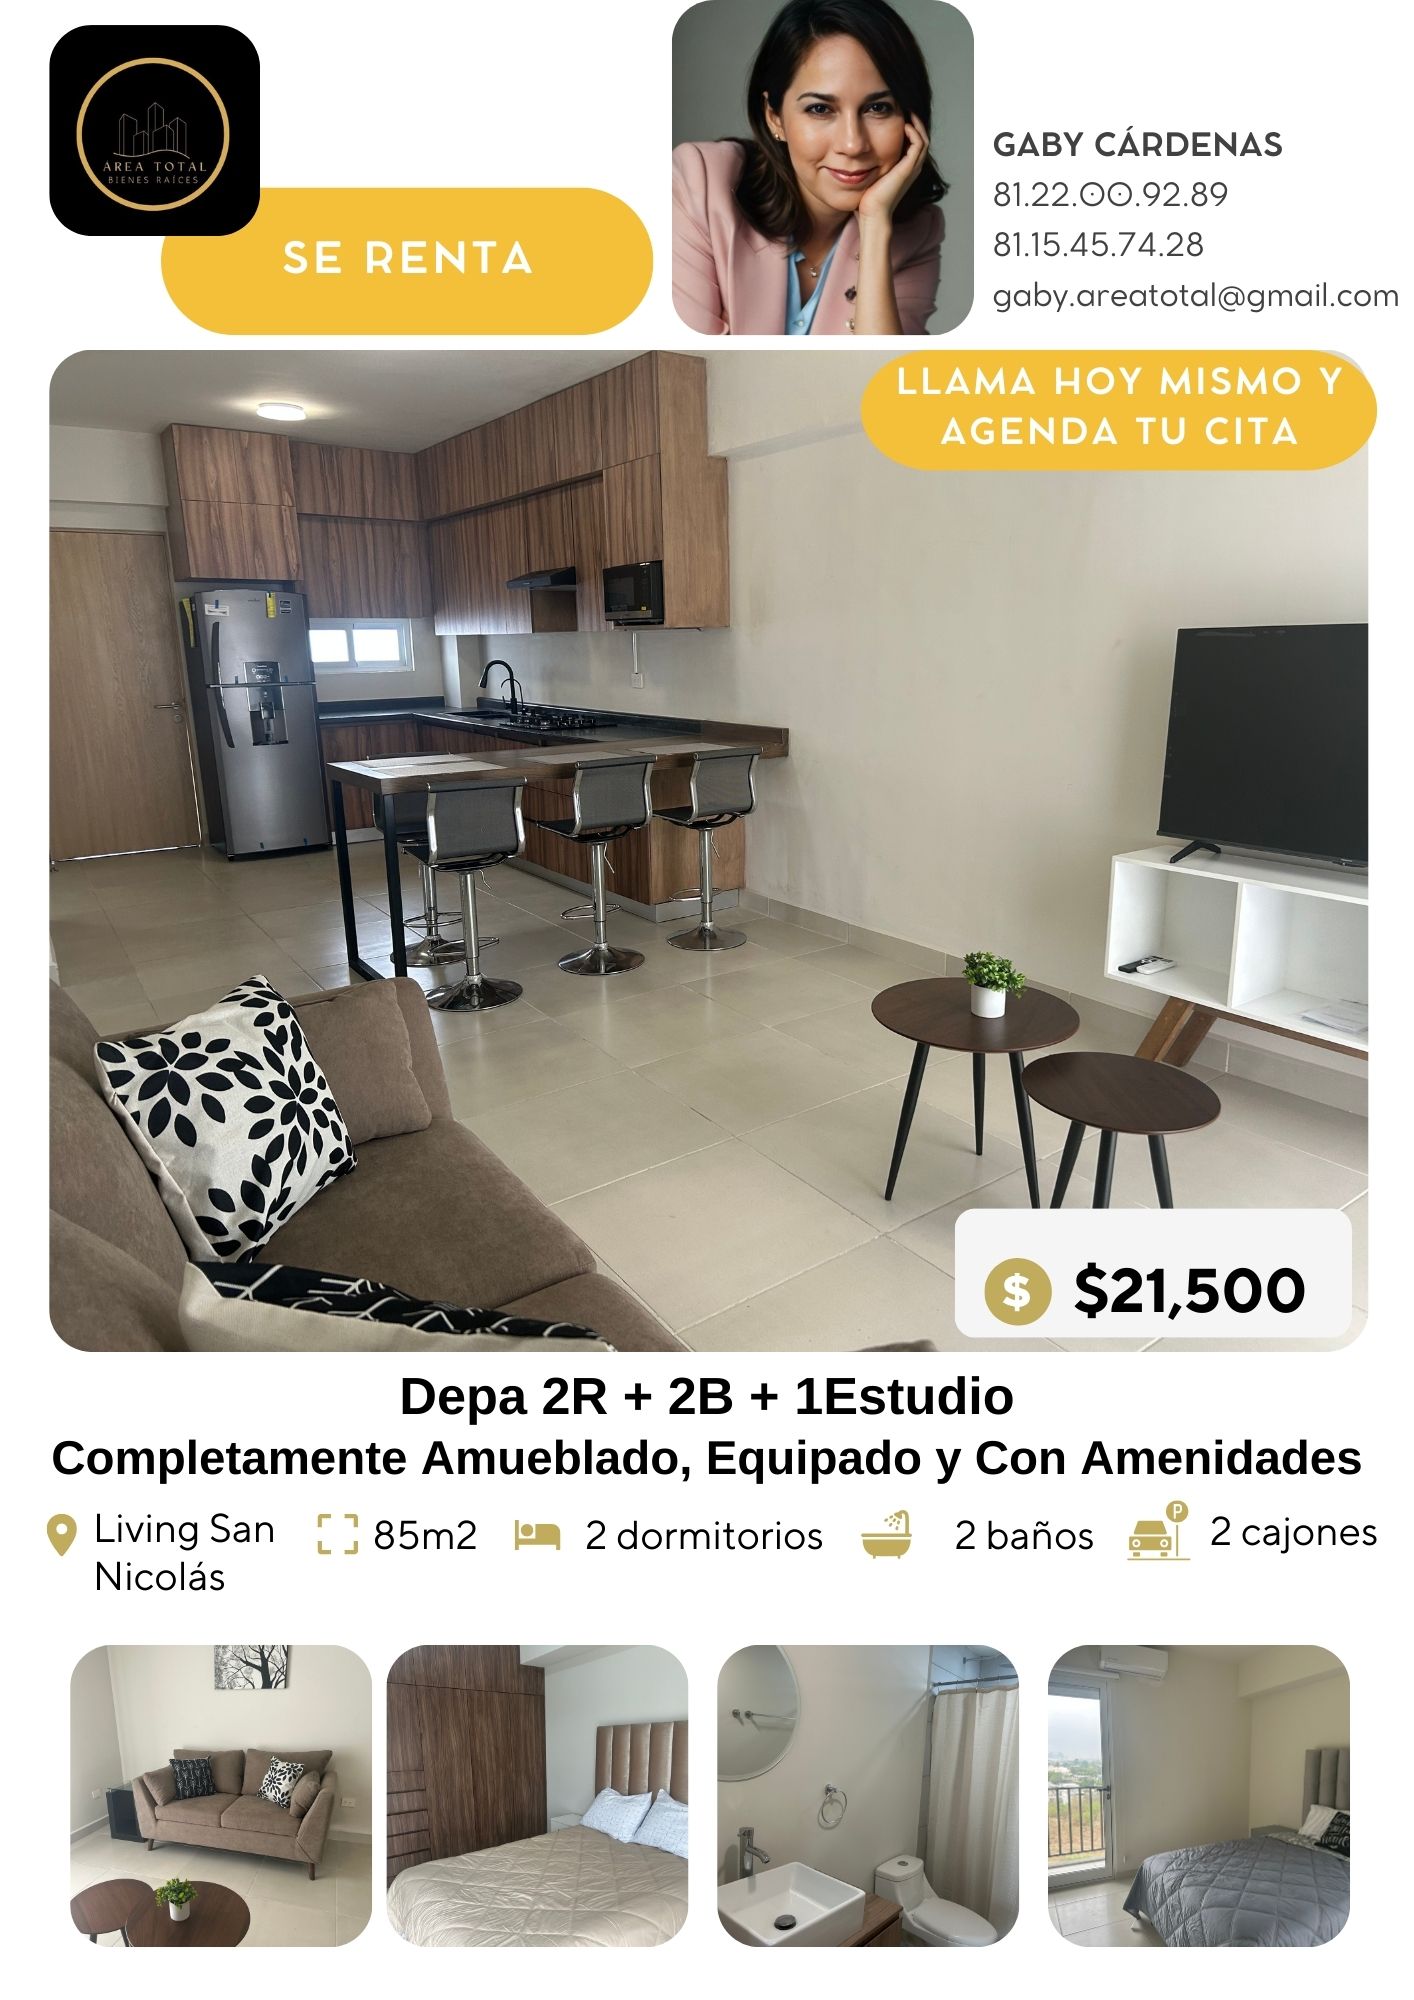 ÁREA TOTAL
BIENES RAÍCES
SE RENTA
GABY CÁRDENAS
81.22.00.92.89
81.15.45.74.28
gaby.areatotal@gmail.com
LLAMA HOY MISMO Y
AGENDA TU CITA
$ $21,500
Depa 2R + 2B + 1Estudio
Completamente Amueblado, Equipado y Con Amenidades
Living San
Nicolás
85m2
2 dormitorios
2 baños
P
2 cajones